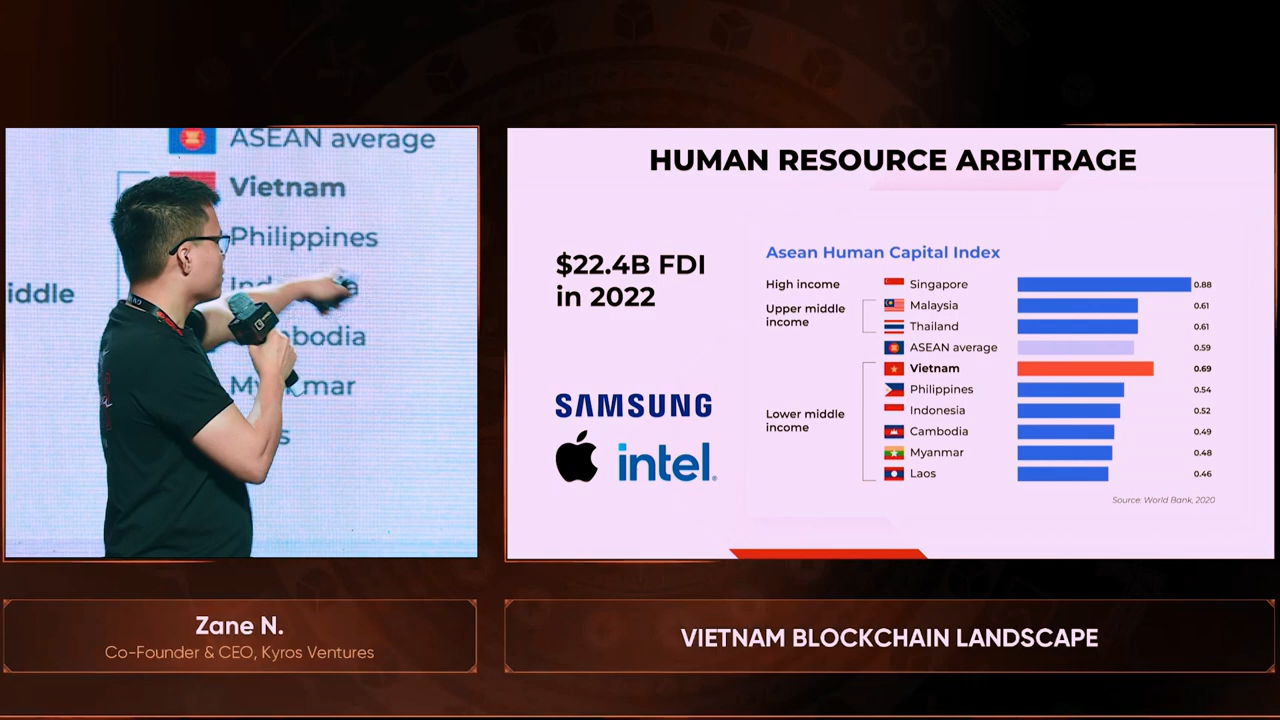 ASEAN average
Vietnam
Philippines
iddle
bodia
mar
s
HUMAN RESOURCE ARBITRAGE
$22.4B FDI
in 2022
SAMSUNG
intel.
Asean Human Capital Index
High income
Singapore
0.88
Upper middle
income
Malaysia
0.61
Thailand
0.61
ASEAN average
0.59
Vietnam
0.69
Lower middle
income
Philippines
0.54
Indonesia
0.52
Cambodia
0.49
Myanmar
0.48
Laos
0.46
Source: World Bank, 2020
Zane N.
Co-Founder & CEO, Kyros Ventures
VIETNAM BLOCKCHAIN LANDSCAPE